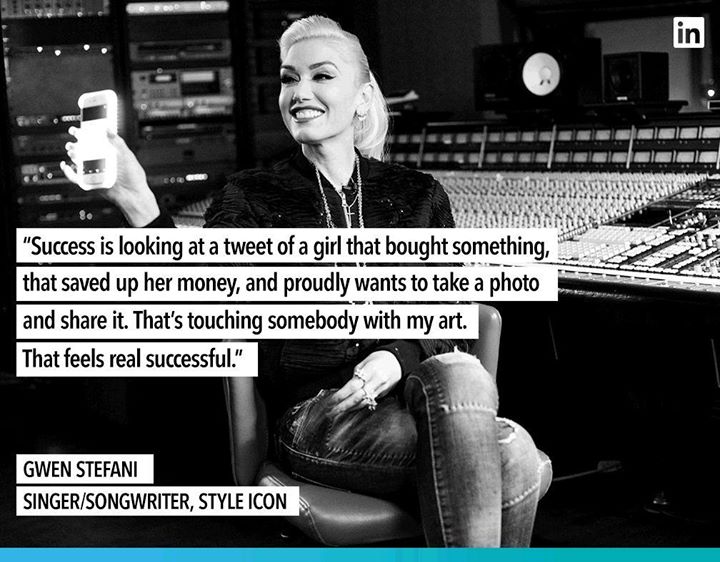 in
“Success is looking at a tweet of a girl that bought something,
that saved up her money, and proudly wants to take a photo
and share it. That’s touching somebody with my art.
That feels real successful.”
GWEN STEFANI
SINGER/SONGWRITER, STYLE ICON